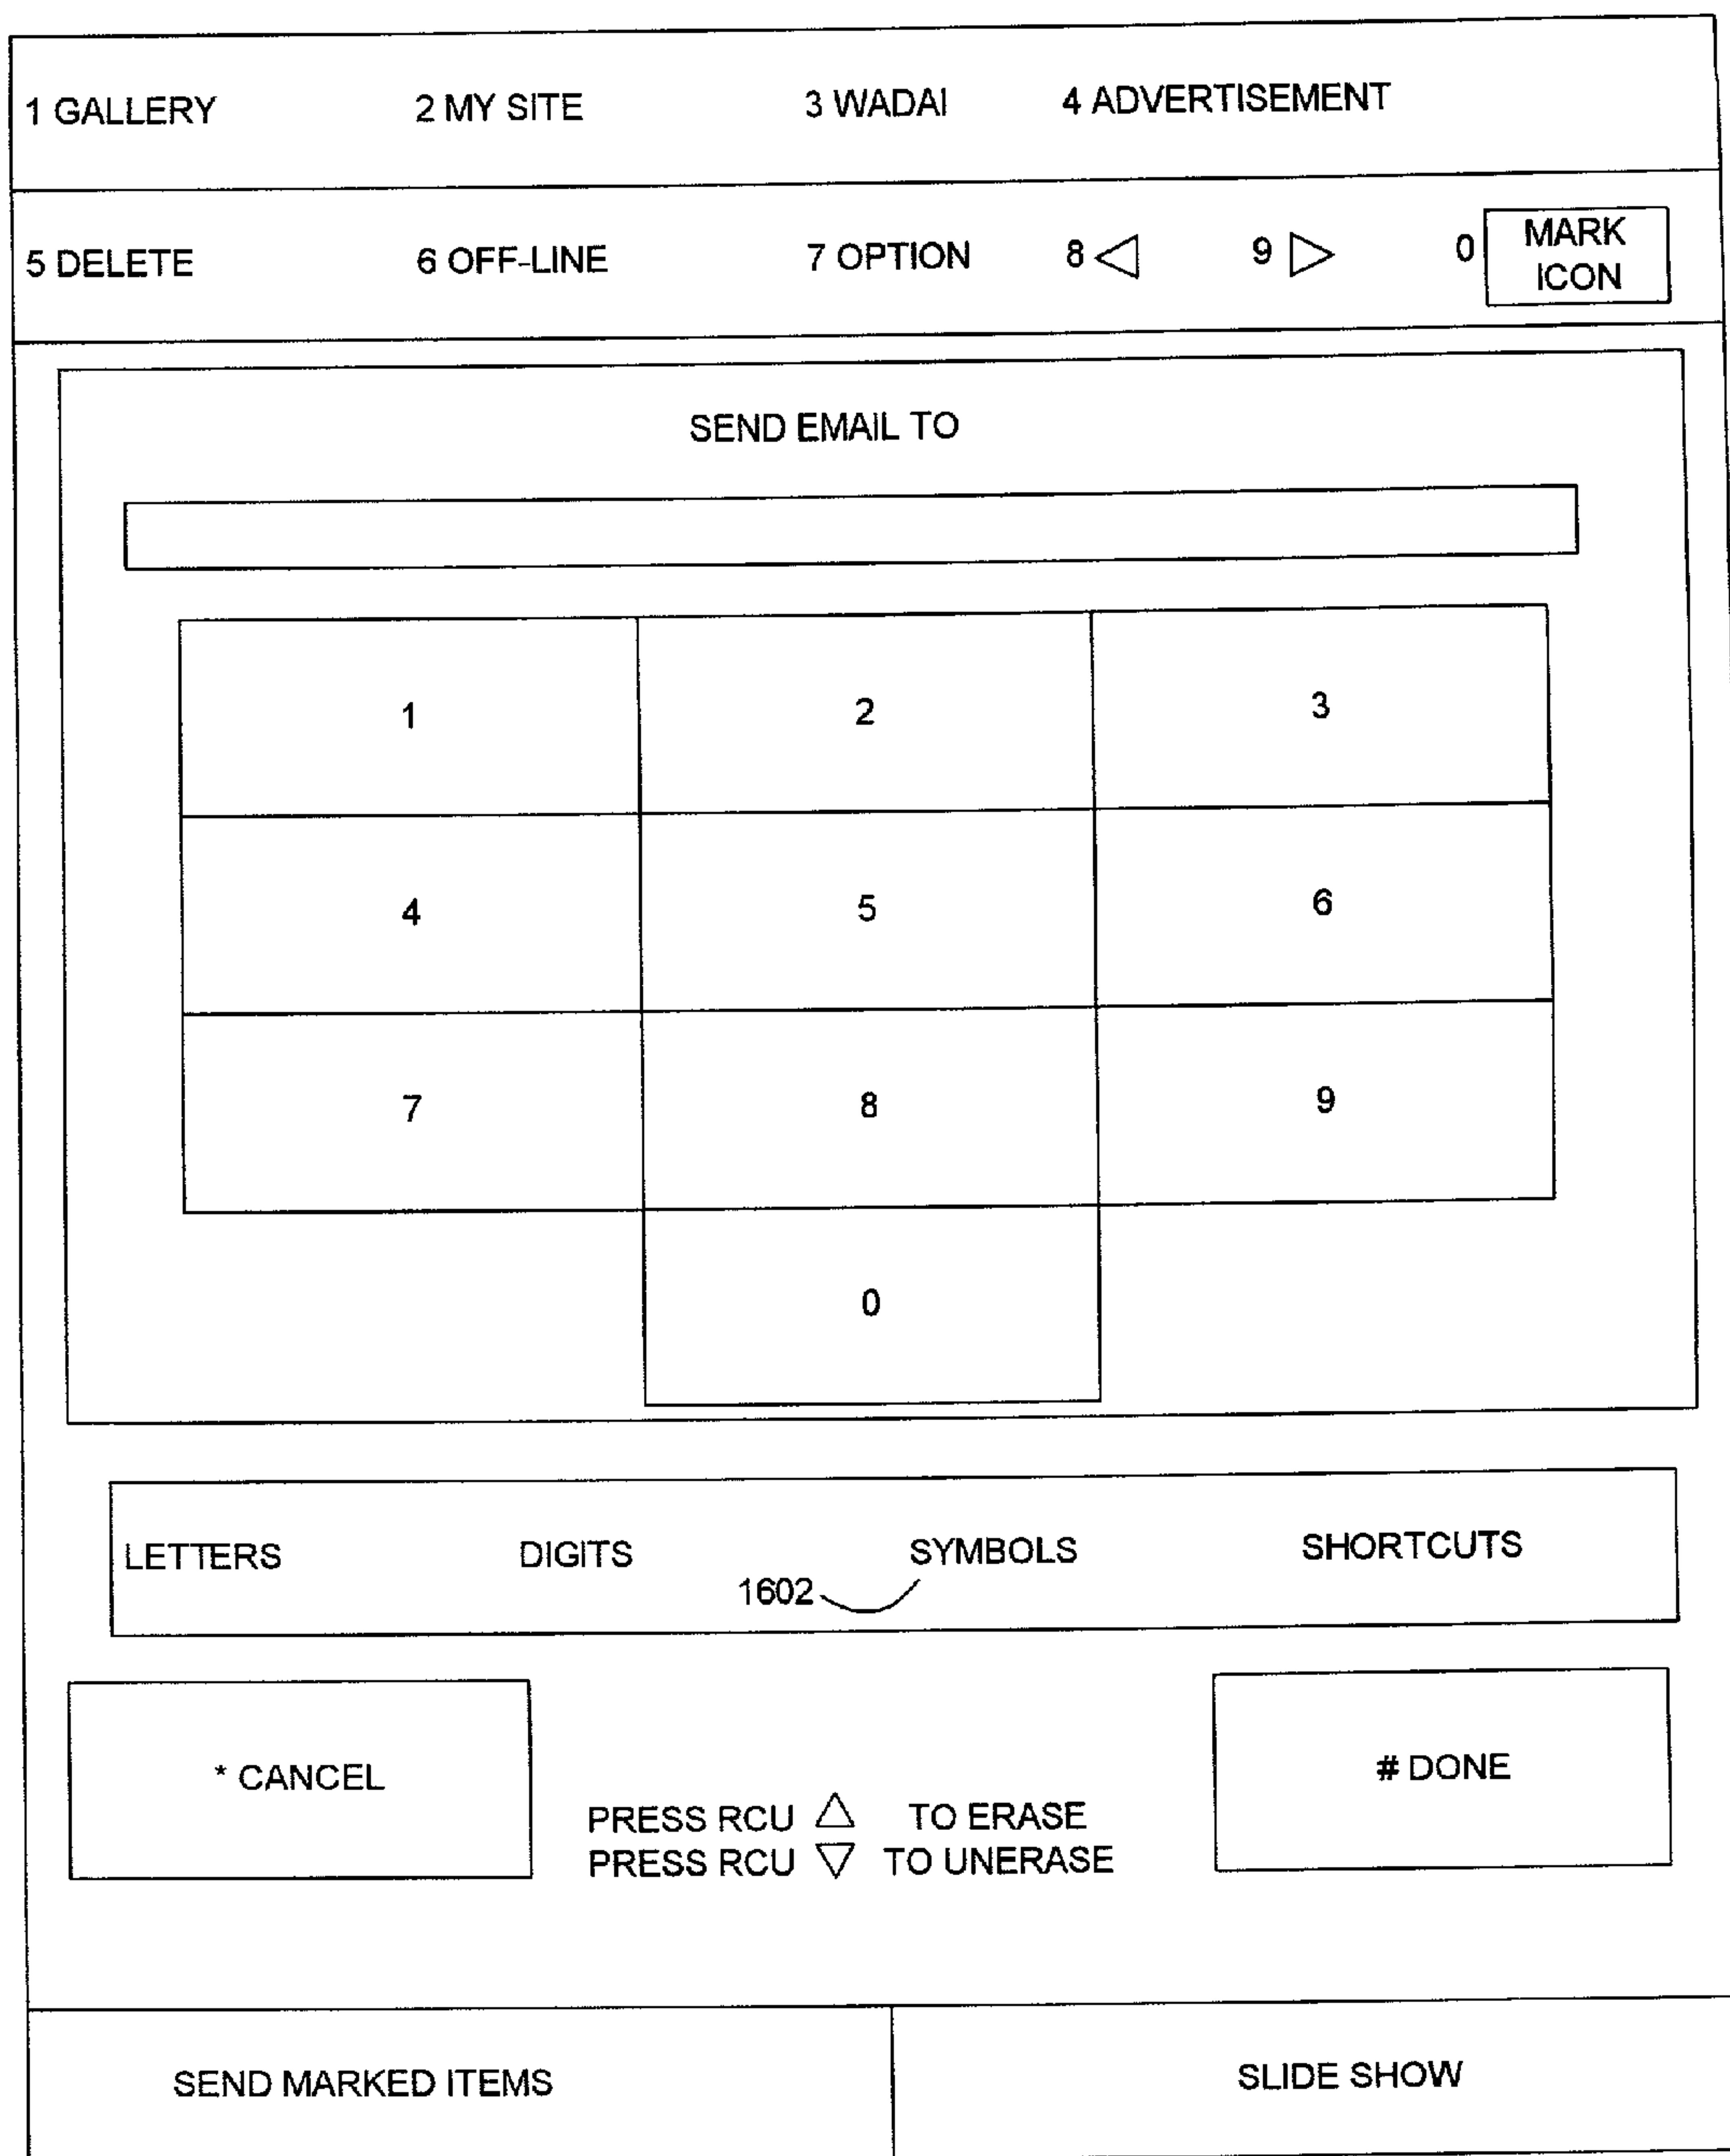 1 GALLERY 2 MY SITE 3 WADAI 4 ADVERTISEMENT
5 DELETE 6 OFF-LINE 7 OPTION 8 ◁ 9 ▷ 0 MARK
ICON
SEND EMAIL TO
1 2 3
4 5 6
7 8 9
0
LETTERS DIGITS SYMBOLS SHORTCUTS
1602
* CANCEL
# DONE
PRESS RCU △ TO ERASE
PRESS RCU ▽ TO UNERASE
SEND MARKED ITEMS SLIDE SHOW